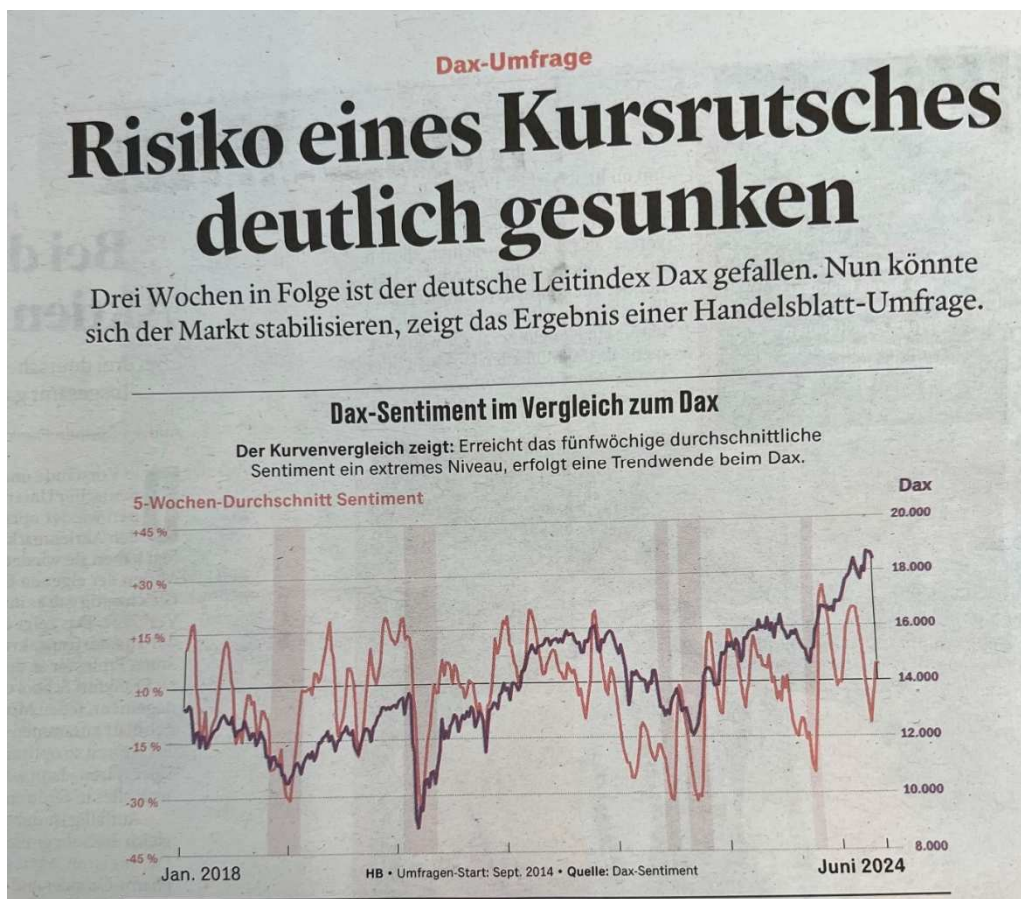 Dax-Umfrage
Risiko eines Kursrutsches
deutlich gesunken
Drei Wochen in Folge ist der deutsche Leitindex Dax gefallen. Nun könnte
sich der Markt stabilisieren, zeigt das Ergebnis einer Handelsblatt-Umfrage.
Dax-Sentiment im Vergleich zum Dax
Der Kurvenvergleich zeigt: Erreicht das fünfwöchige durchschnittliche
Sentiment ein extremes Niveau, erfolgt eine Trendwende beim Dax.
5-Wochen-Durchschnitt Sentiment
Dax
+45 %
20.000
+30 %
18.000
+15 %
16.000
±0 %
14.000
-15 %
12.000
-30 %
10.000
-45 %
8.000
Jan. 2018
HB • Umfragen-Start: Sept. 2014 • Quelle: Dax-Sentiment
Juni 2024